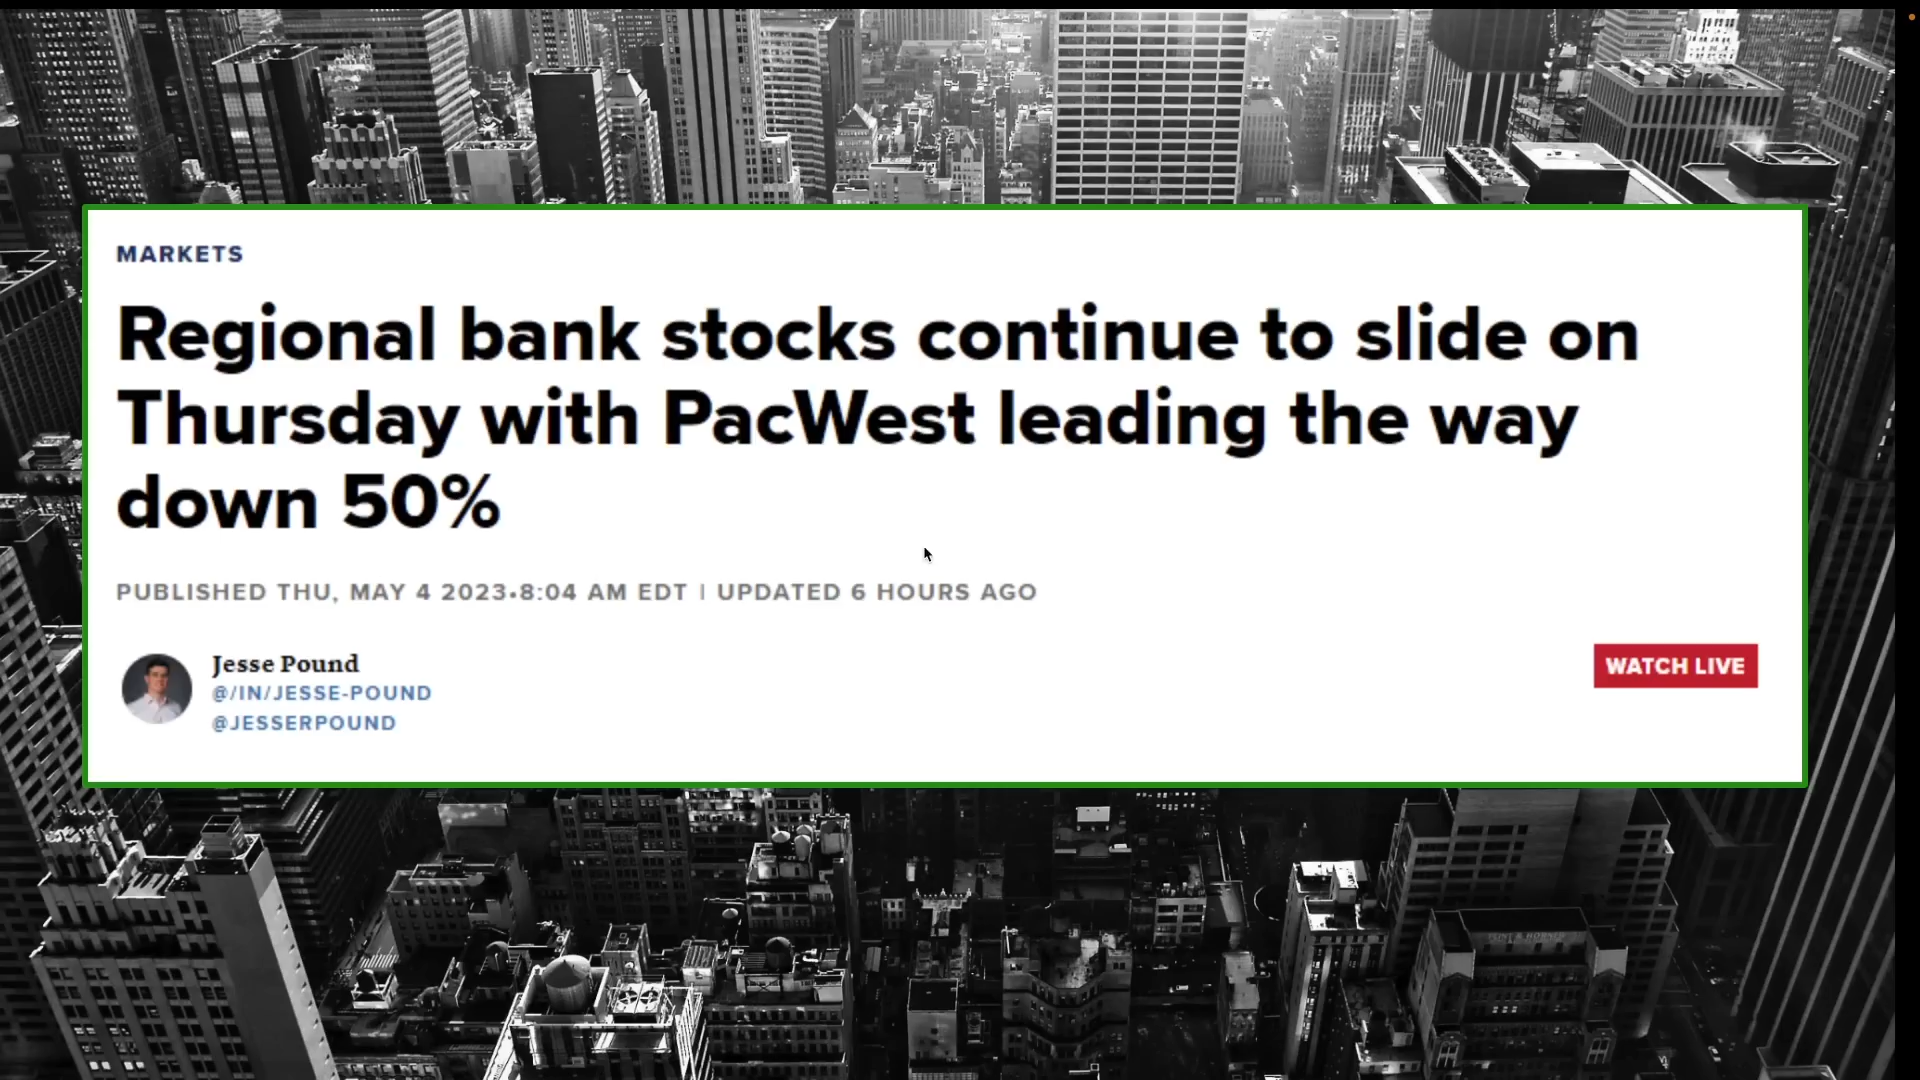 MARKETS
Regional bank stocks continue to slide on
Thursday with PacWest leading the way
down 50%
PUBLISHED THU, MAY 4 2023•8:04 AM EDT | UPDATED 6 HOURS AGO
Jesse Pound
@/IN/JESSE-POUND
@JESSERPOUND
WATCH LIVE